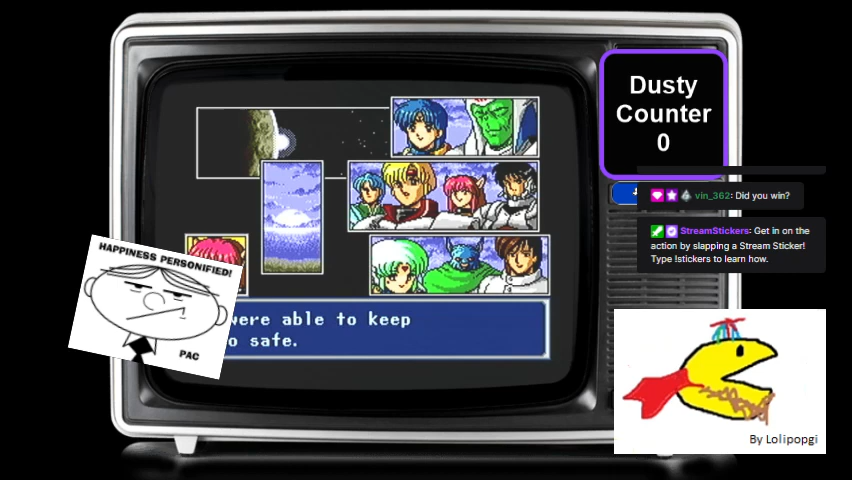 Dusty
Counter
0
vin_362: Did you win?
StreamStickers: Get in on the
action by slapping a Stream Sticker!
Type !stickers to learn how.
HAPPINESS PERSONIFIED!
PAC
were able to keep
o safe.
By Lolipopgi